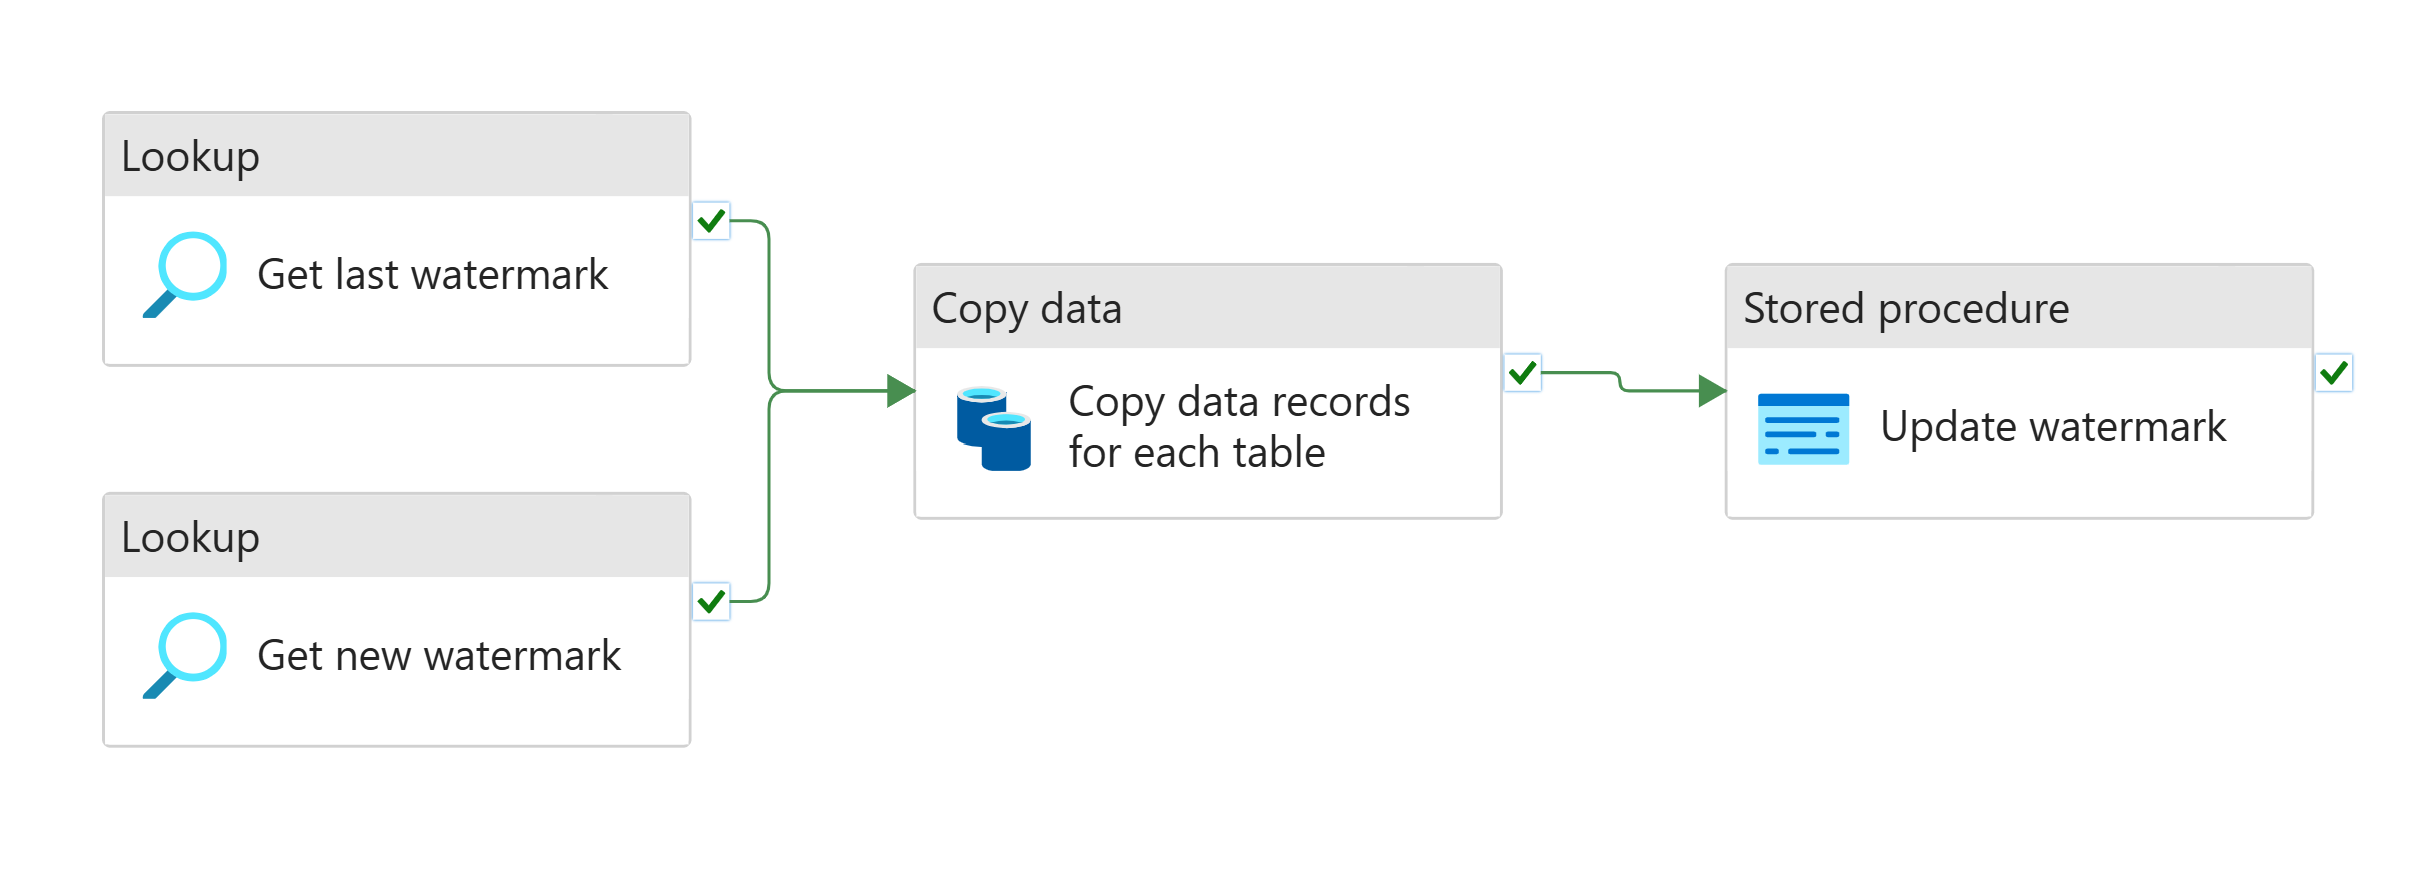 Lookup
Get last watermark
Lookup
Get new watermark
Copy data
Copy data records
for each table
Stored procedure
Update watermark